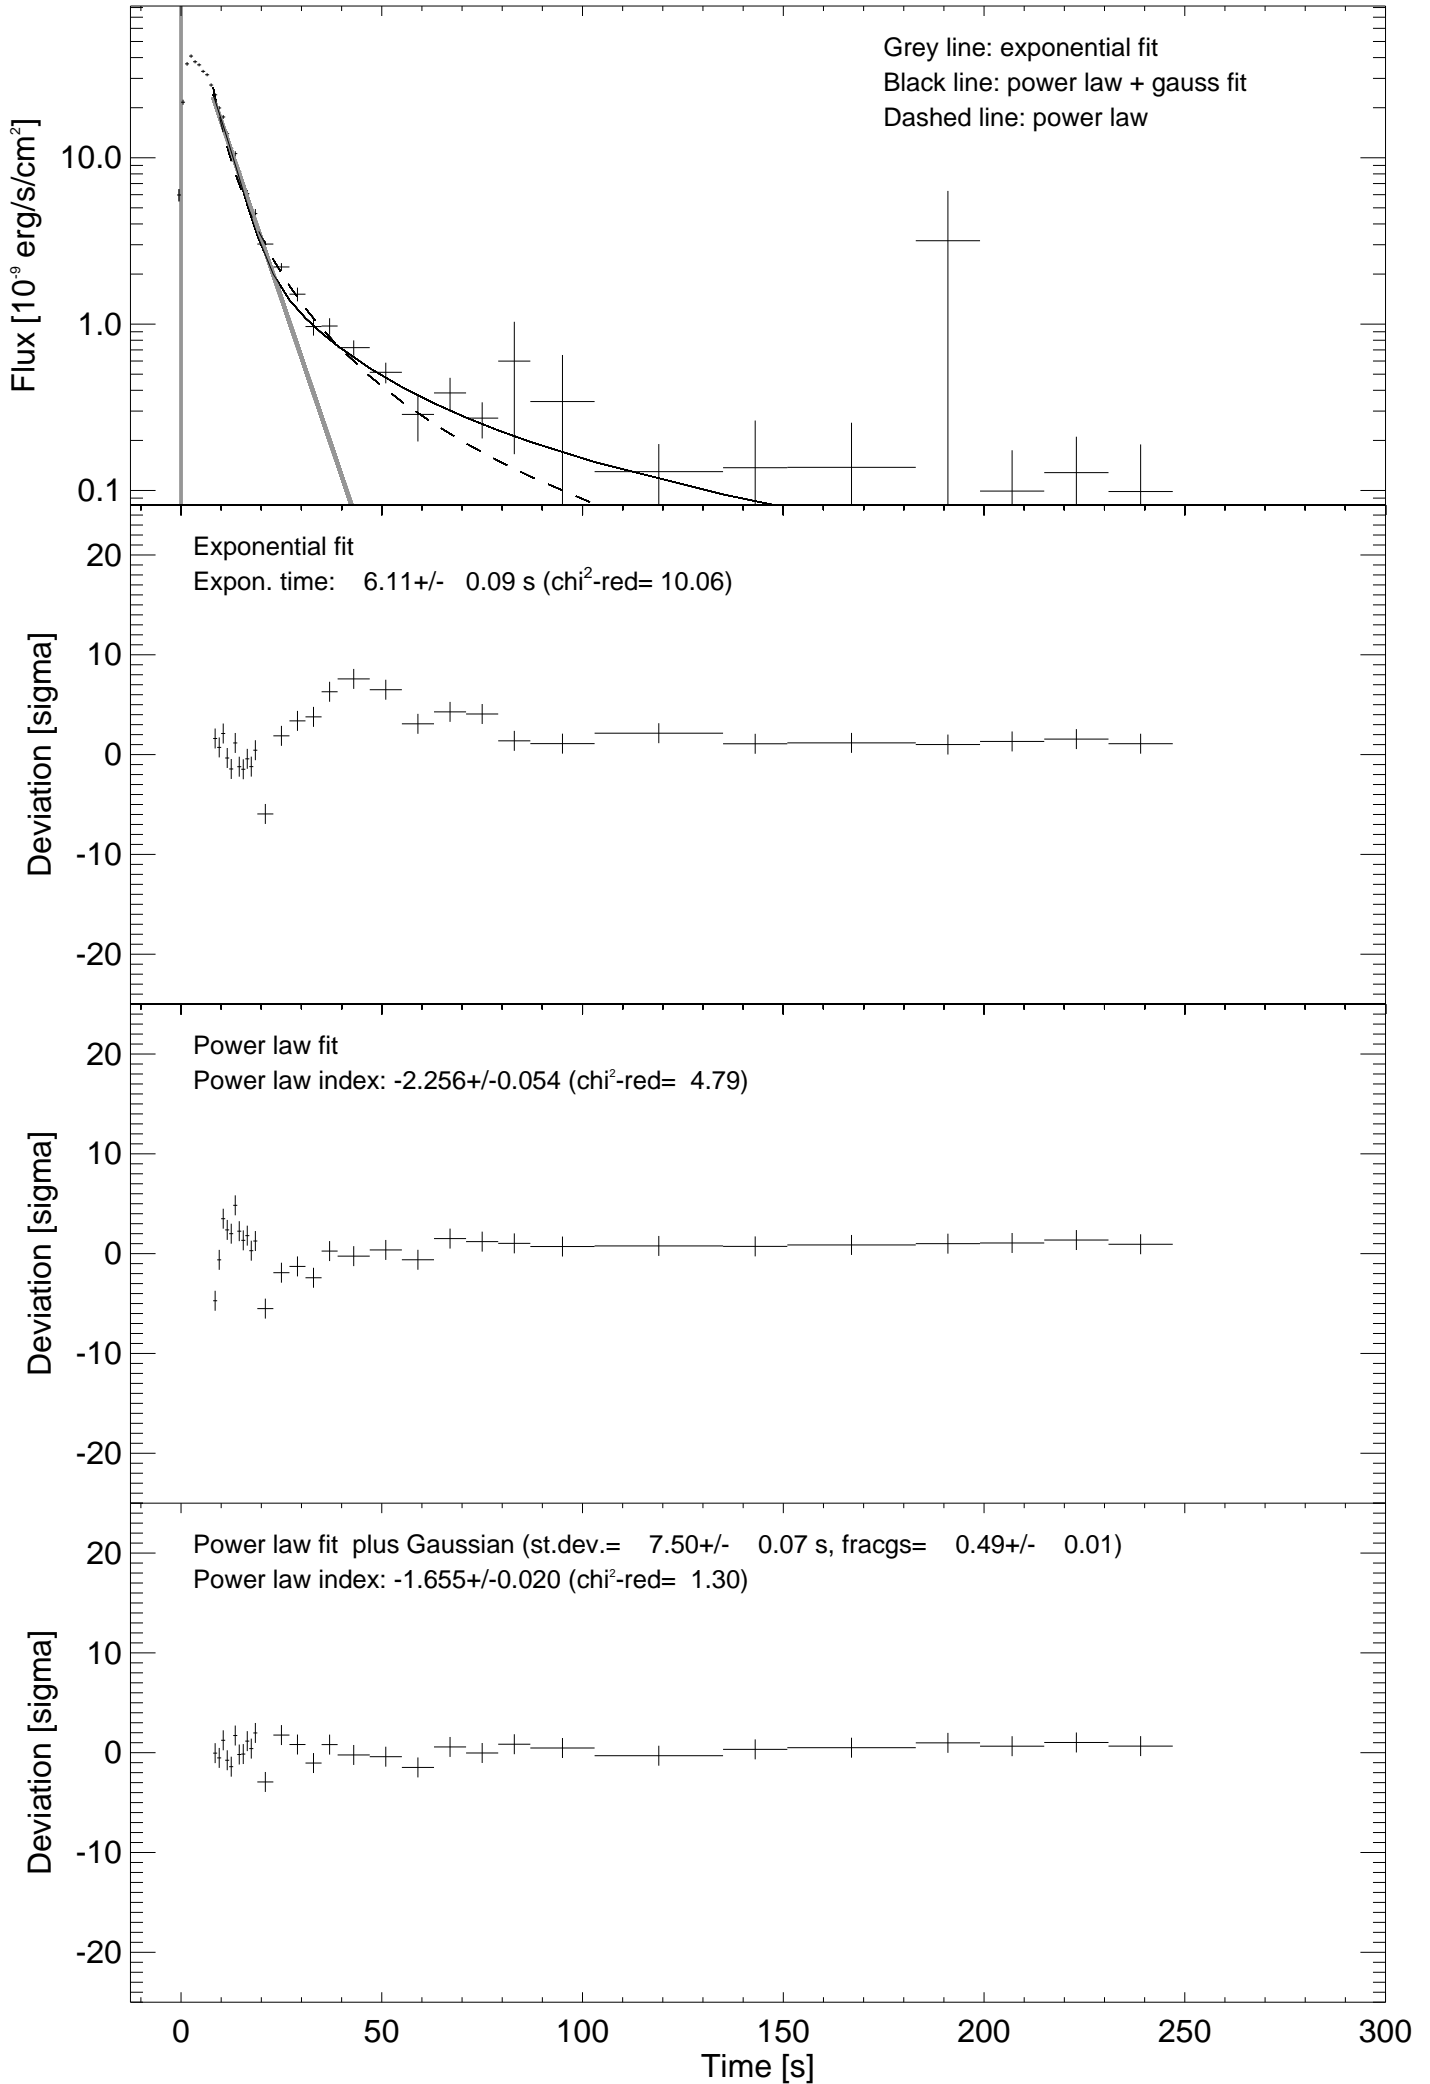 Grey line: exponential fit
Black line: power law + gauss fit
Dashed line: power law
Flux [10⁻⁹ erg/s/cm²]
10.0
1.0
0.1
Exponential fit
Expon. time: 6.11+/- 0.09 s (chi²-red= 10.06)
Deviation [sigma]
20
10
0
-10
-20
Power law fit
Power law index: -2.256+/-0.054 (chi²-red= 4.79)
Deviation [sigma]
20
10
0
-10
-20
Power law fit plus Gaussian (st.dev.= 7.50+/- 0.07 s, fracgs= 0.49+/- 0.01)
Power law index: -1.655+/-0.020 (chi²-red= 1.30)
Deviation [sigma]
20
10
0
-10
-20
0 50 100 150 200 250 300
Time [s]